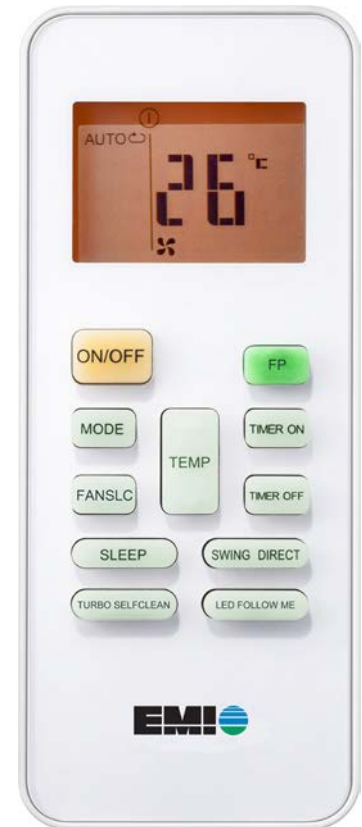 AUTO
26 °C
ON/OFF
FP
MODE
TEMP
TIMER ON
FANSLC
TIMER OFF
SLEEP
SWING DIRECT
TURBO SELFCLEAN
LED FOLLOW ME
EMI